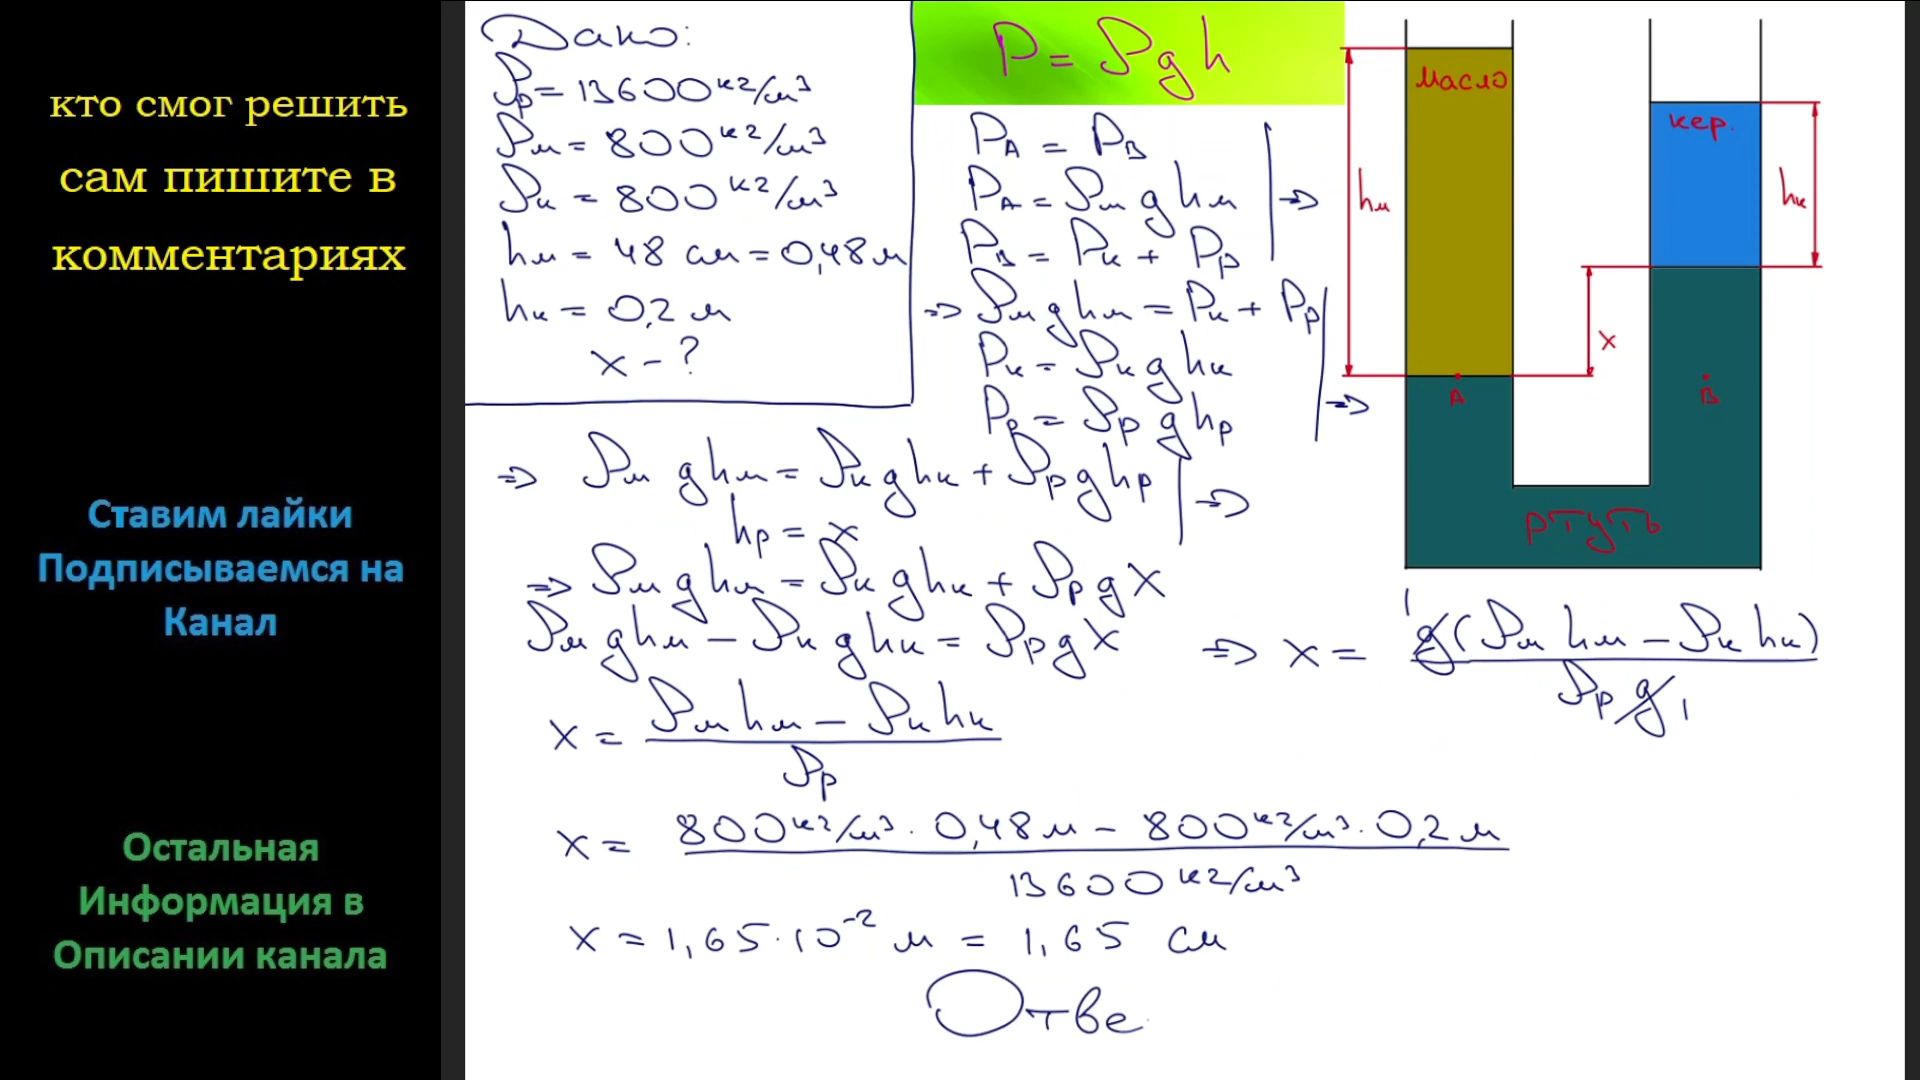 кто смог решить
сам пишите в
комментариях
Ставим лайки
Подписываемся на
Канал
Остальная
Информация в
Описании канала
Дано:
ρр = 13600 кг/м³
ρм = 800 кг/м³
ρк = 800 кг/м³
hм = 48 см = 0,48 м
hк = 0,2 м
x - ?
P = ρgh
PA = PB
PA = ρм g hм
PB = Pк + Pр
⇒ ρм g hм = Pк + Pр
Pк = ρк g hк
Pр = ρр g hр
⇒
⇒
⇒ ρм g hм = ρк g hк + ρр g hр
hр = x
⇒
⇒ ρм g hм = ρк g hк + ρр g x
ρм g hм - ρк g hк = ρр g x
⇒ x = g(ρм hм - ρк hк) / ρр g
1
1
x = ρм hм - ρк hк / ρр
x = 800 кг/м³ · 0,48 м - 800 кг/м³ · 0,2 м
13600 кг/м³
x = 1,65 · 10⁻² м = 1,65 см
Отве
масло
кер.
hм
hк
x
A
B
ртуть